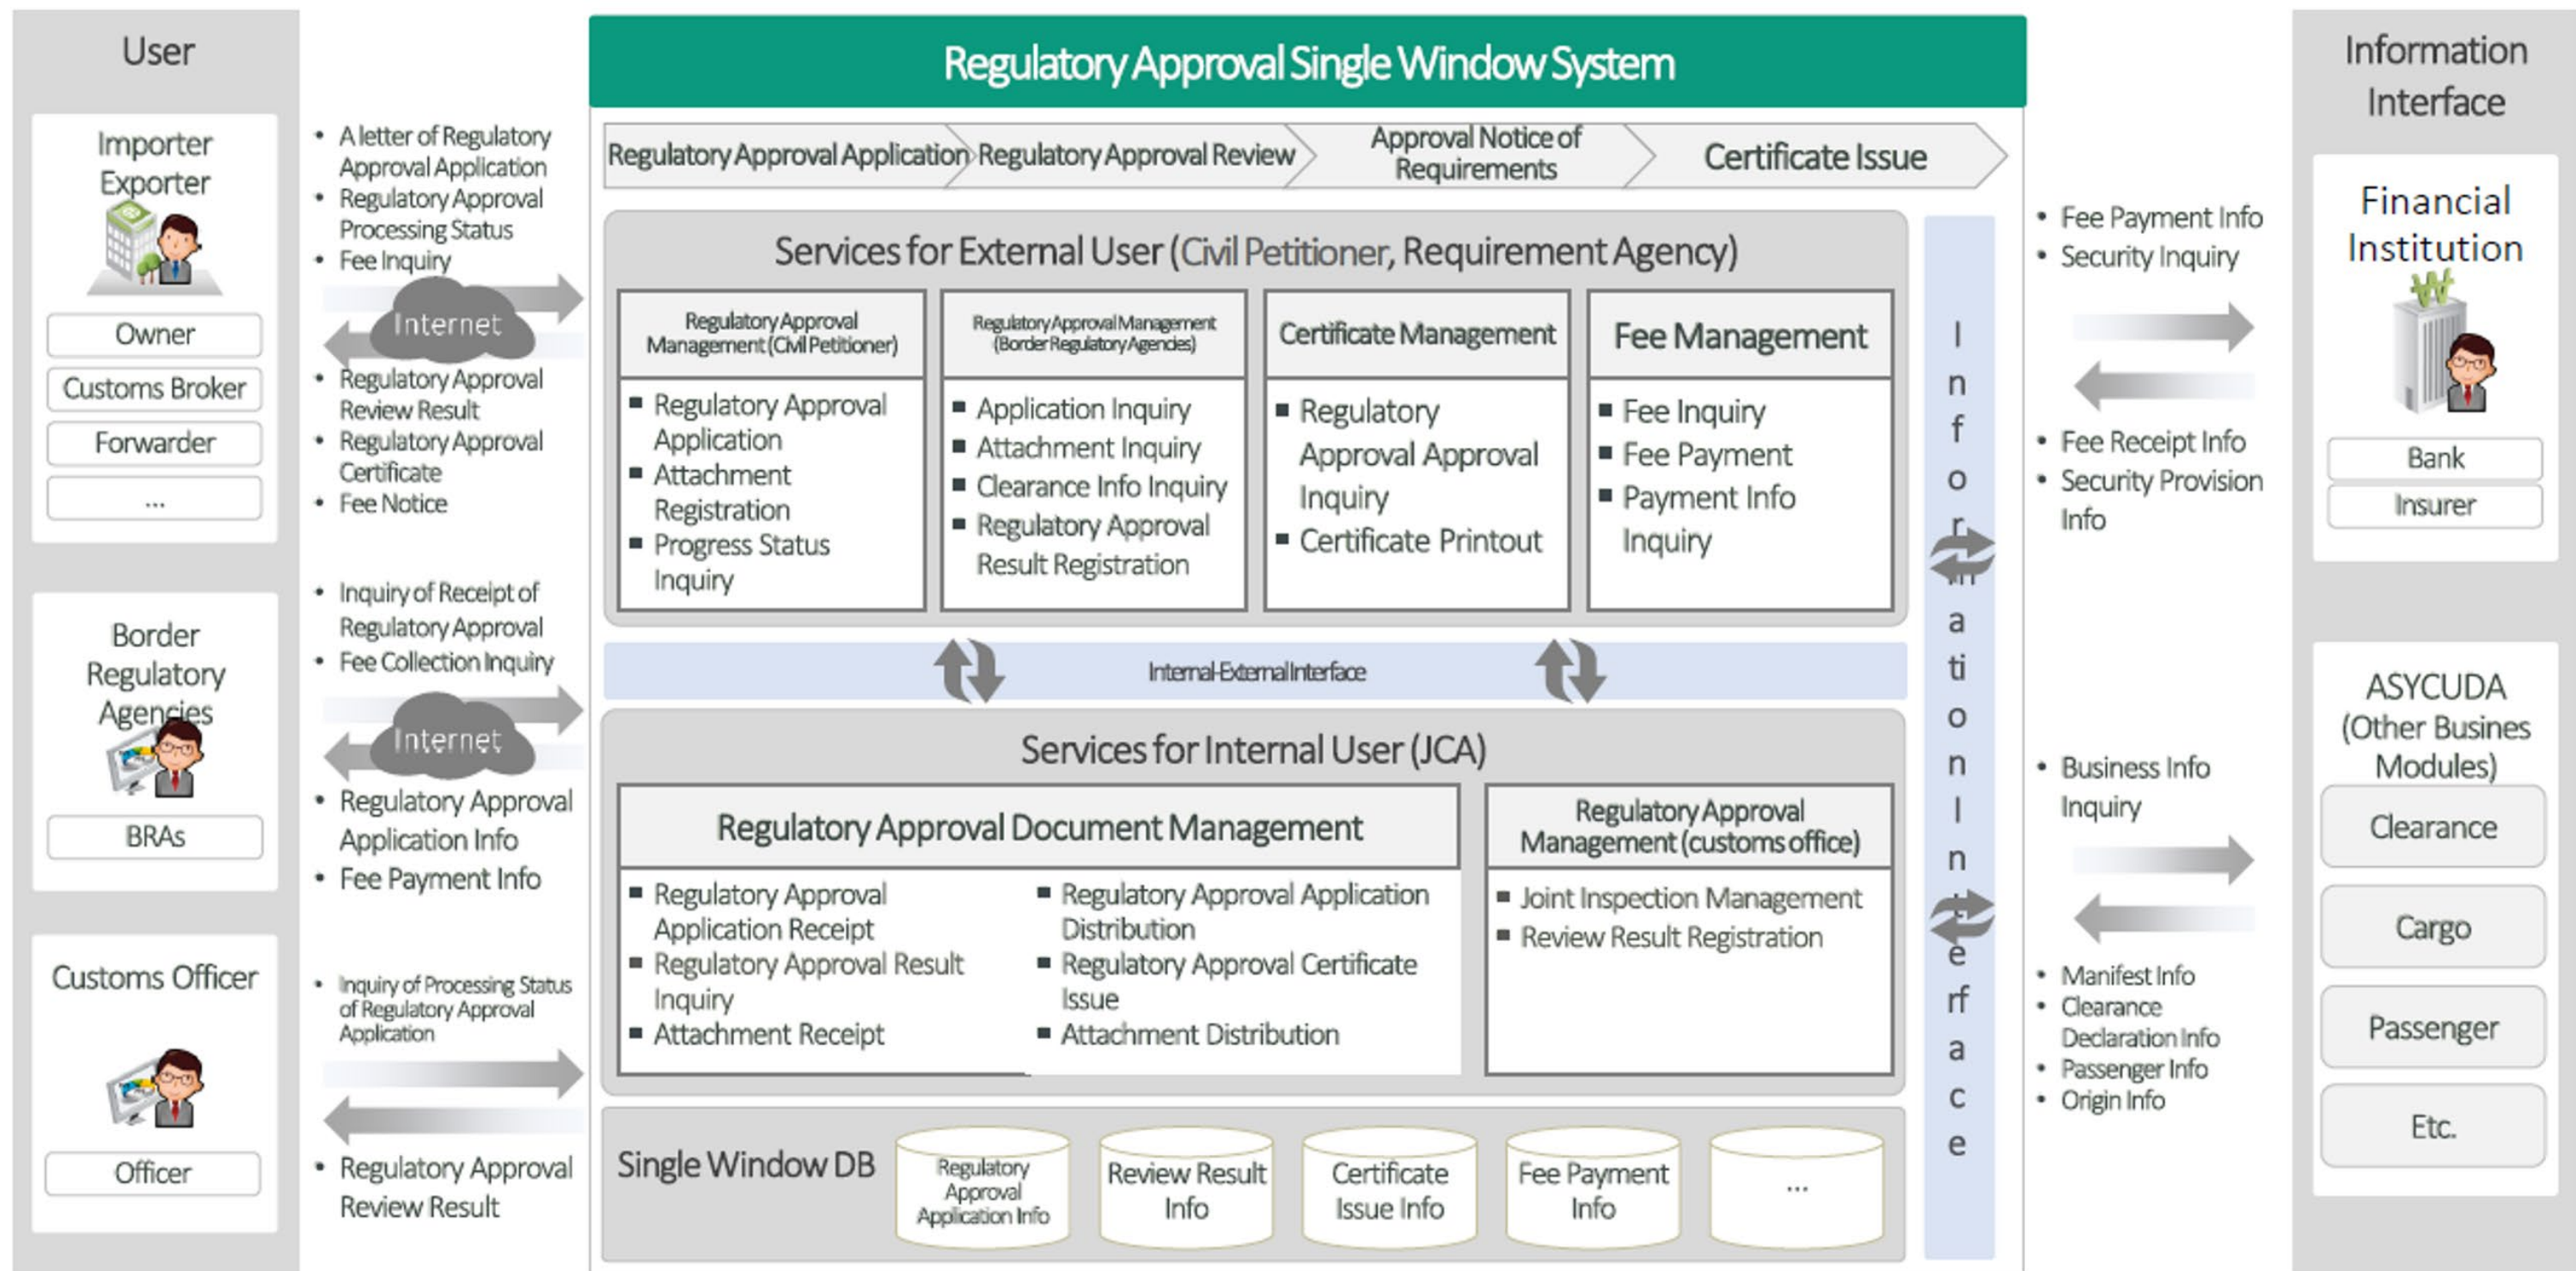 User
Importer
Exporter
Owner
Customs Broker
Forwarder
...
Border
Regulatory
Agencies
BRAs
Customs Officer
Officer
• A letter of Regulatory
Approval Application
• Regulatory Approval
Processing Status
• Fee Inquiry
Internet
• Regulatory Approval
Review Result
• Regulatory Approval
Certificate
• Fee Notice
• Inquiry of Receipt of
Regulatory Approval
• Fee Collection Inquiry
Internet
• Regulatory Approval
Application Info
• Fee Payment Info
• Inquiry of Processing Status
of Regulatory Approval
Application
• Regulatory Approval
Review Result
Regulatory Approval Single Window System
Regulatory Approval Application
Regulatory Approval Review
Approval Notice of
Requirements
Certificate Issue
Services for External User (Civil Petitioner, Requirement Agency)
Regulatory Approval
Management (Civil Petitioner)
▪ Regulatory Approval
Application
▪ Attachment
Registration
▪ Progress Status
Inquiry
Regulatory Approval Management
(Border Regulatory Agencies)
▪ Application Inquiry
▪ Attachment Inquiry
▪ Clearance Info Inquiry
▪ Regulatory Approval
Result Registration
Certificate Management
▪ Regulatory
Approval Approval
Inquiry
▪ Certificate Printout
Fee Management
▪ Fee Inquiry
▪ Fee Payment
▪ Payment Info
Inquiry
Internal-External Interface
Services for Internal User (JCA)
Regulatory Approval Document Management
▪ Regulatory Approval
Application Receipt
▪ Regulatory Approval Result
Inquiry
▪ Attachment Receipt
▪ Regulatory Approval Application
Distribution
▪ Regulatory Approval Certificate
Issue
▪ Attachment Distribution
Regulatory Approval
Management (customs office)
▪ Joint Inspection Management
▪ Review Result Registration
Single Window DB
Regulatory
Approval
Application Info
Review Result
Info
Certificate
Issue Info
Fee Payment
Info
...
Information Interface
• Fee Payment Info
• Security Inquiry
• Fee Receipt Info
• Security Provision
Info
• Business Info
Inquiry
• Manifest Info
• Clearance
Declaration Info
• Passenger Info
• Origin Info
Information
Interface
Financial
Institution
₩
Bank
Insurer
ASYCUDA
(Other Busines
Modules)
Clearance
Cargo
Passenger
Etc.